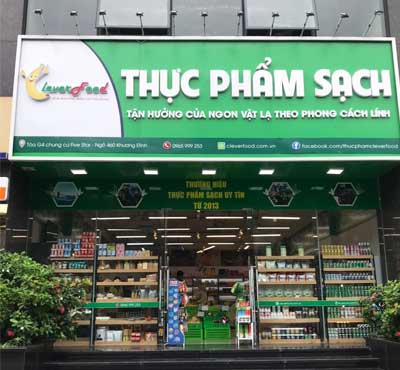 CleverFood
THỰC PHẨM SẠCH
TẬN HƯỞNG CỦA NGON VẬT LẠ THEO PHONG CÁCH LÍNH
Tòa G4 chung cư Five Star - Ngõ 460 Khương Đình
0965 999 253
cleverfood.com.vn
facebook.com/thucphamcleverfood
THƯƠNG HIỆU
THỰC PHẨM SẠCH UY TÍN
TỪ 2013